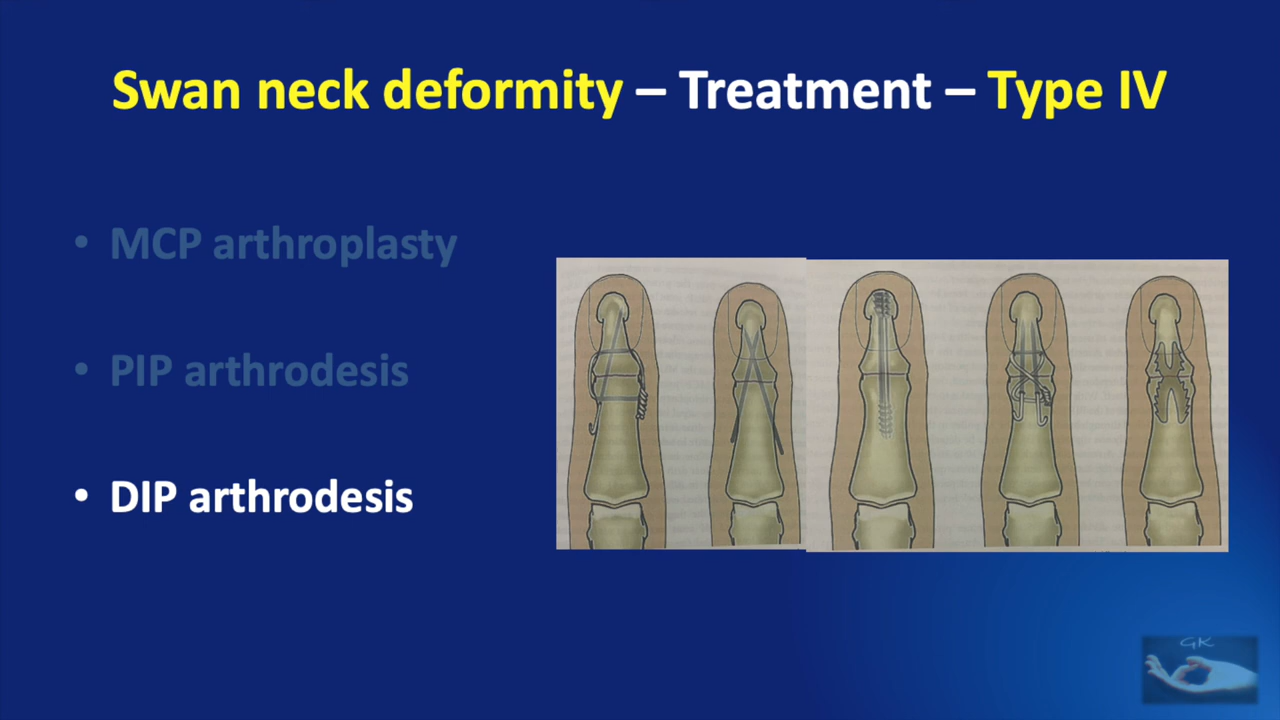 Swan neck deformity – Treatment – Type IV
• MCP arthroplasty
• PIP arthrodesis
• DIP arthrodesis
GK